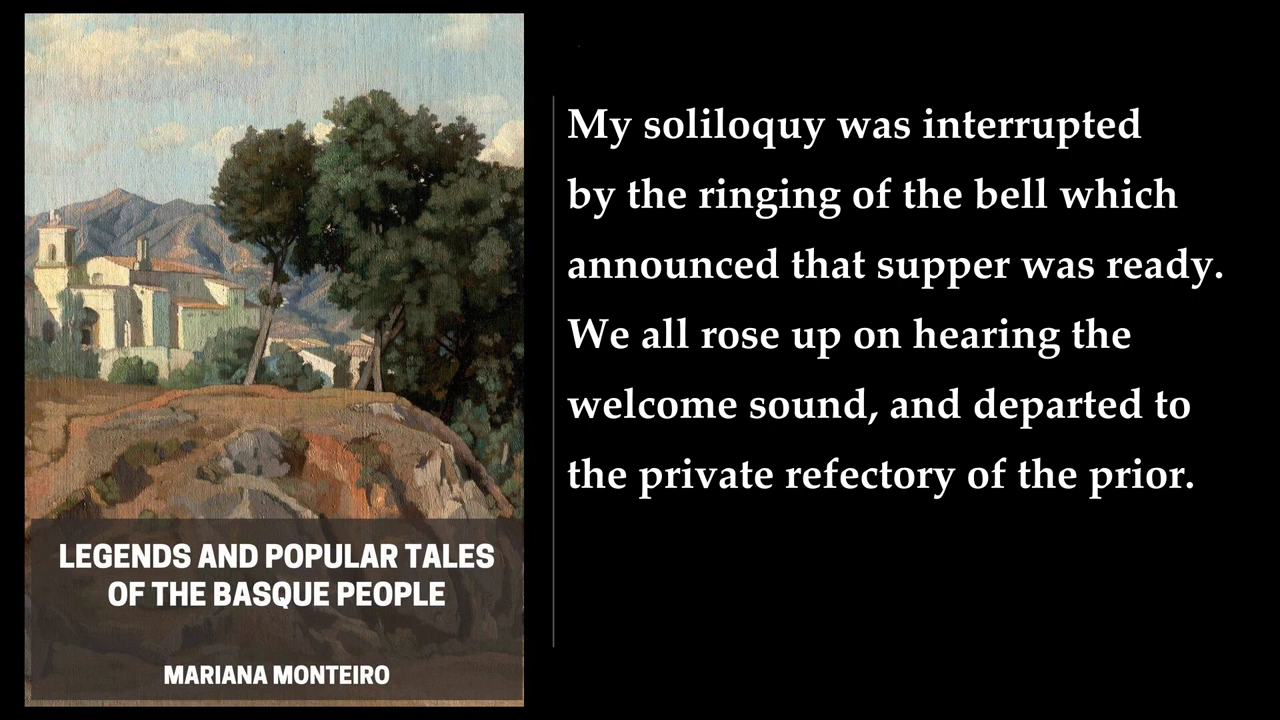 My soliloquy was interrupted
by the ringing of the bell which
announced that supper was ready.
We all rose up on hearing the
welcome sound, and departed to
the private refectory of the prior.
LEGENDS AND POPULAR TALES
OF THE BASQUE PEOPLE
MARIANA MONTEIRO